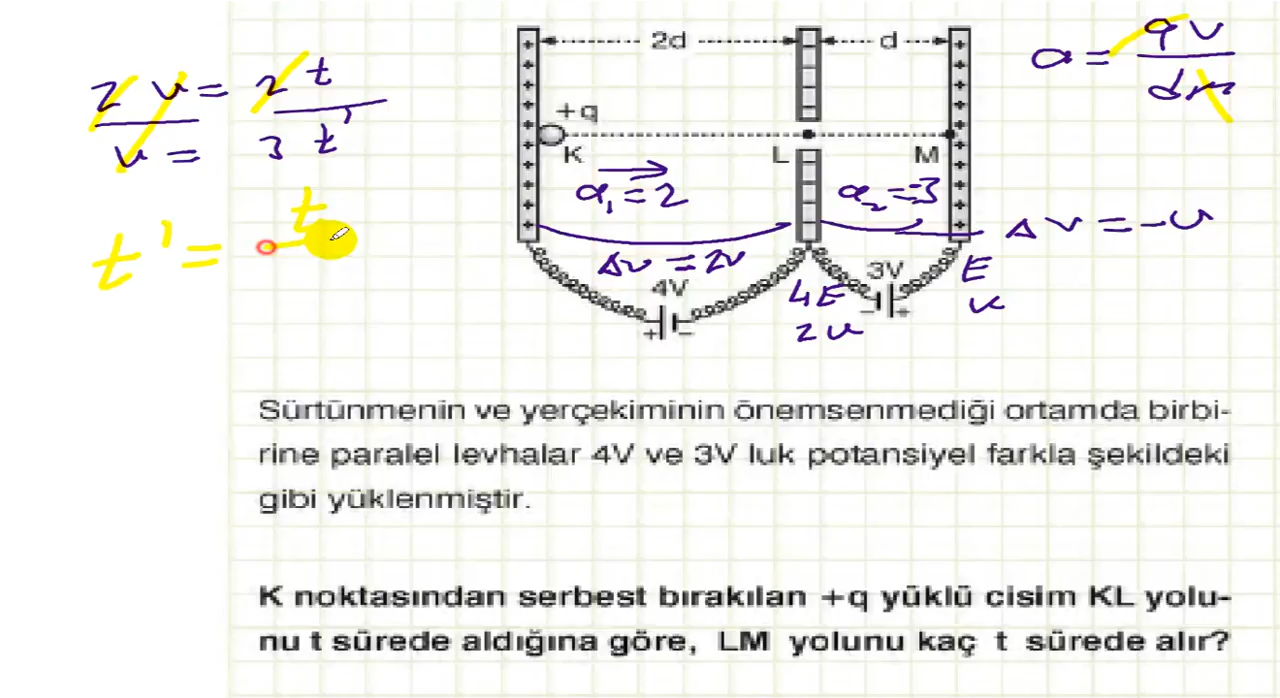 2d d
a = qV / dm
2v = 2t
v = 3t'
+q
K L M
a₁ = 2 a₂ = -3
t' = t
ΔV = -v
Δv = 2v
4V
3V
E
4E
v
2v
Sürtünmenin ve yerçekiminin önemsenmediği ortamda birbi-
rine paralel levhalar 4V ve 3V luk potansiyel farkla şekildeki
gibi yüklenmiştir.
K noktasından serbest bırakılan +q yüklü cisim KL yolu-
nu t sürede aldığına göre, LM yolunu kaç t sürede alır?